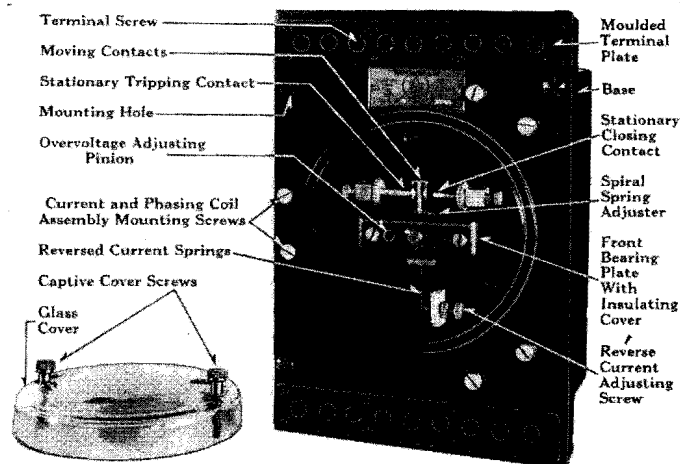 Terminal Screw
Moving Contacts
Stationary Tripping Contact
Mounting Hole
Overvoltage Adjusting
Pinion
Current and Phasing Coil
Assembly Mounting Screws
Reversed Current Springs
Captive Cover Screws
Glass
Cover
Moulded
Terminal
Plate
Base
Stationary
Closing
Contact
Spiral
Spring
Adjuster
Front
Bearing
Plate
With
Insulating
Cover
Reverse
Current
Adjusting
Screw